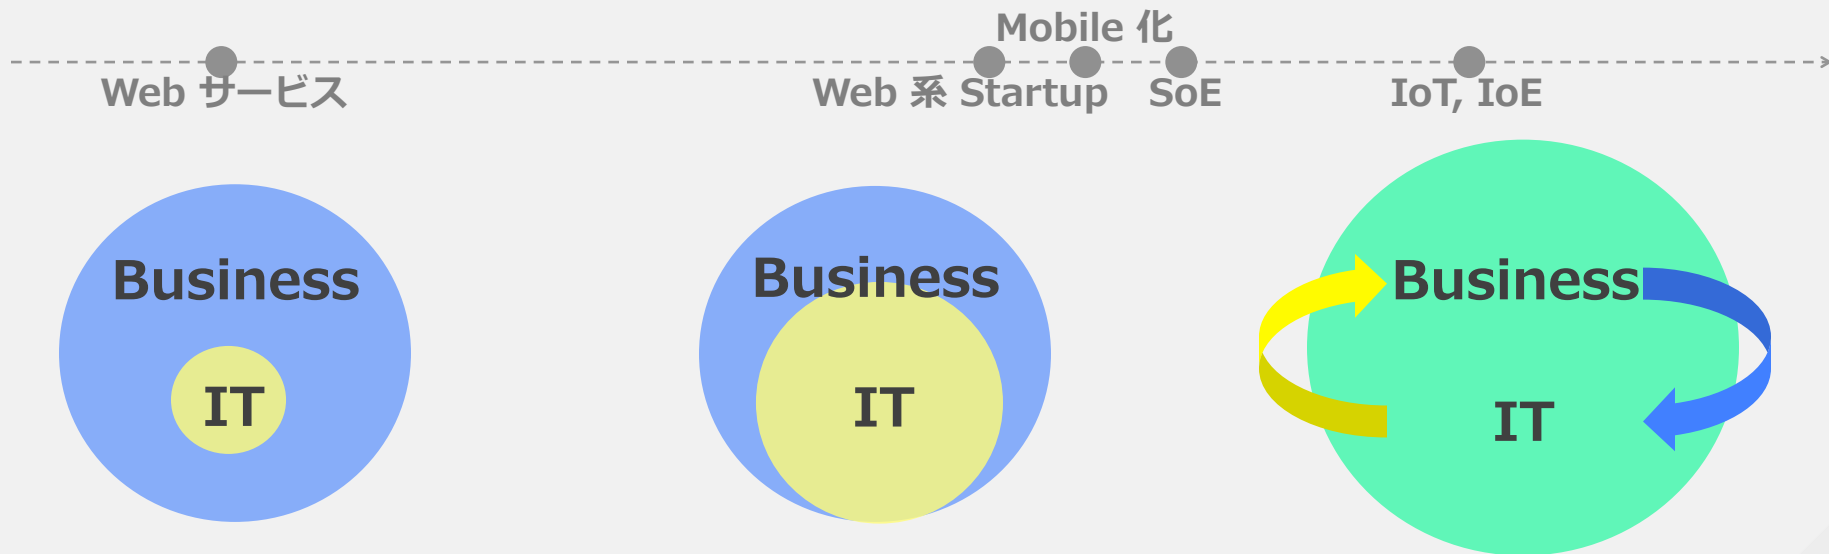 Mobile 化
Web サービス
Web 系 Startup
SoE
IoT, IoE
Business
IT
Business
IT
Business
IT